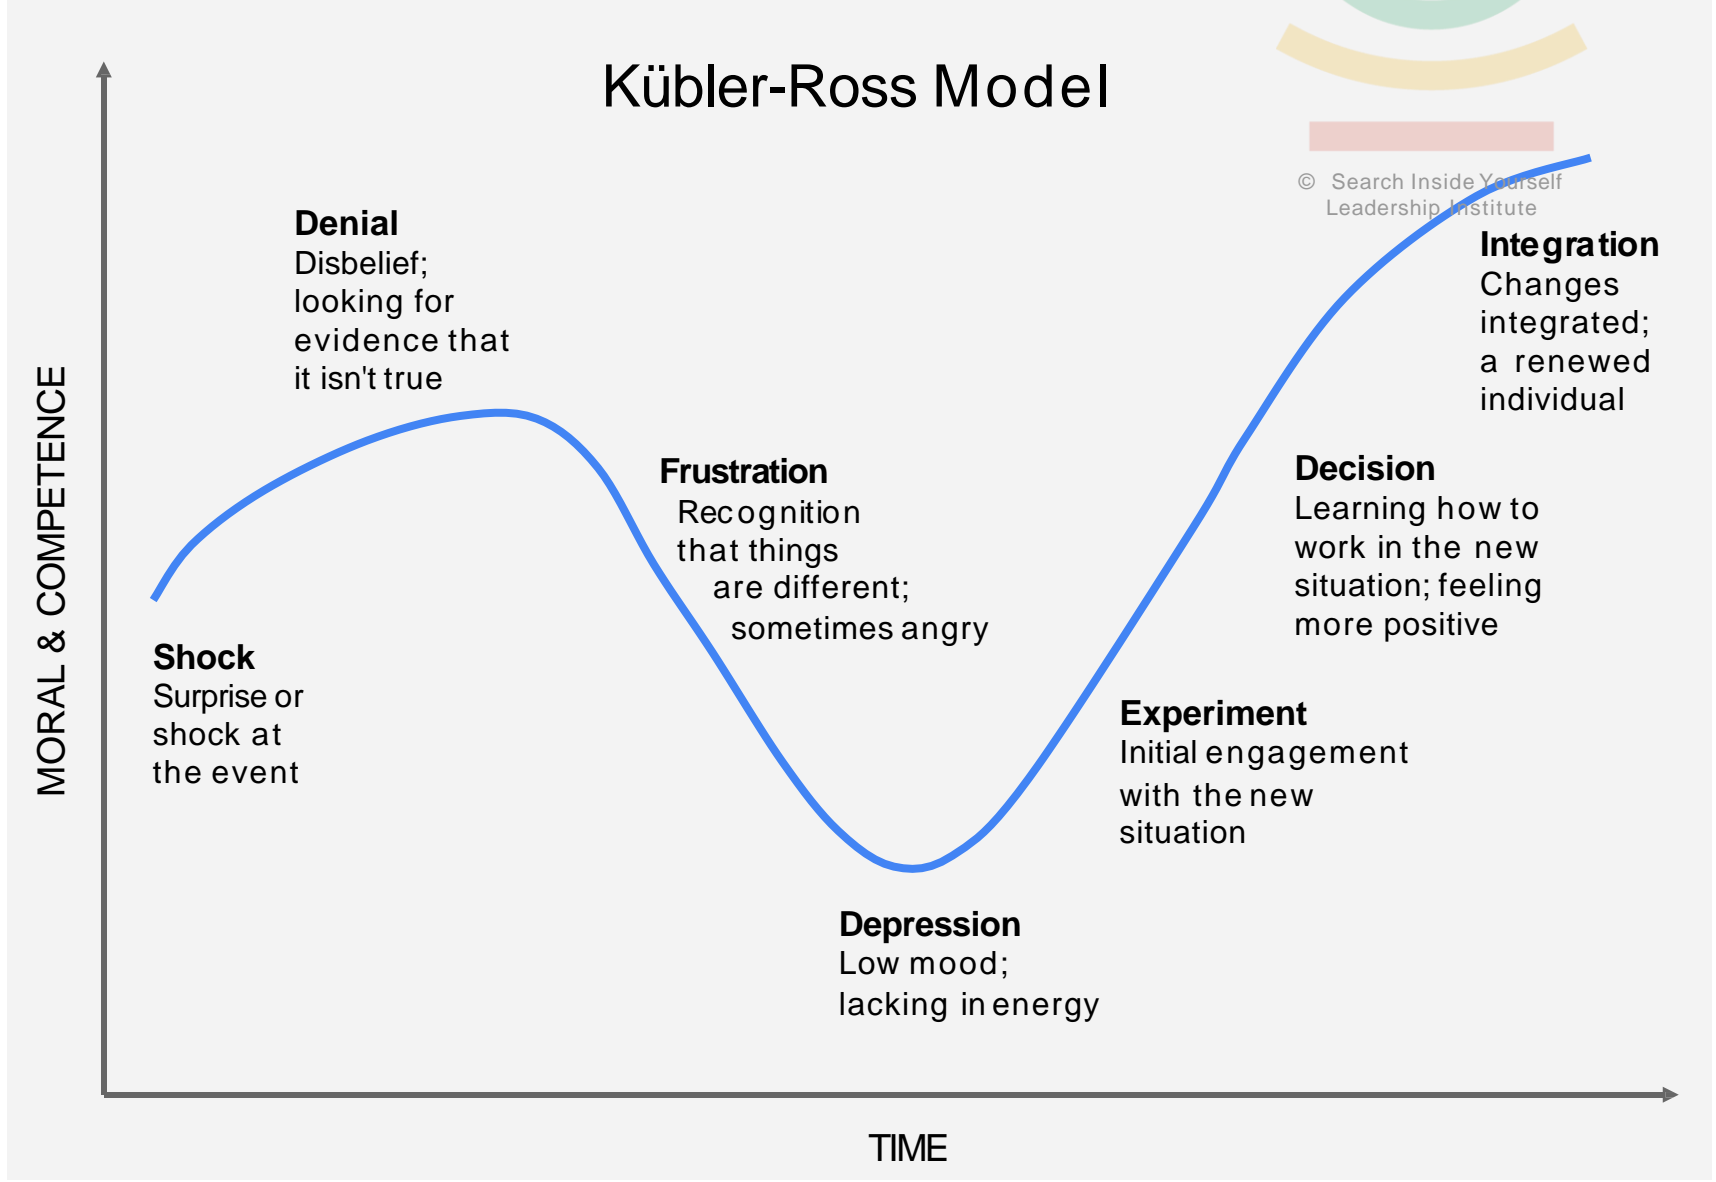 Kübler-Ross Model
© Search Inside Yourself
Leadership Institute
Denial
Disbelief;
looking for
evidence that
it isn't true
Integration
Changes
integrated;
a renewed
individual
Frustration
Recognition
that things
are different;
sometimes angry
Decision
Learning how to
work in the new
situation; feeling
more positive
Shock
Surprise or
shock at
the event
Experiment
Initial engagement
with the new
situation
Depression
Low mood;
lacking in energy
MORAL & COMPETENCE
TIME